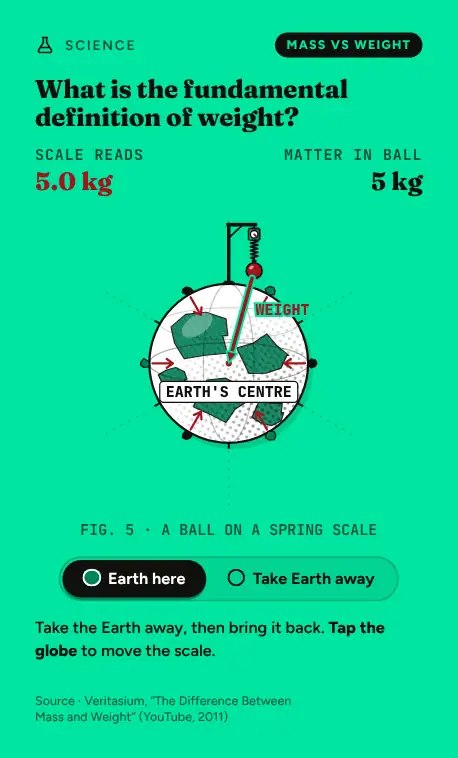 SCIENCE
MASS VS WEIGHT
What is the fundamental
definition of weight?
SCALE READS
MATTER IN BALL
5.0 kg
5 kg
WEIGHT
EARTH'S CENTRE
FIG. 5 · A BALL ON A SPRING SCALE
Earth here
Take Earth away
Take the Earth away, then bring it back. Tap the
globe to move the scale.
Source · Veritasium, “The Difference Between
Mass and Weight” (YouTube, 2011)